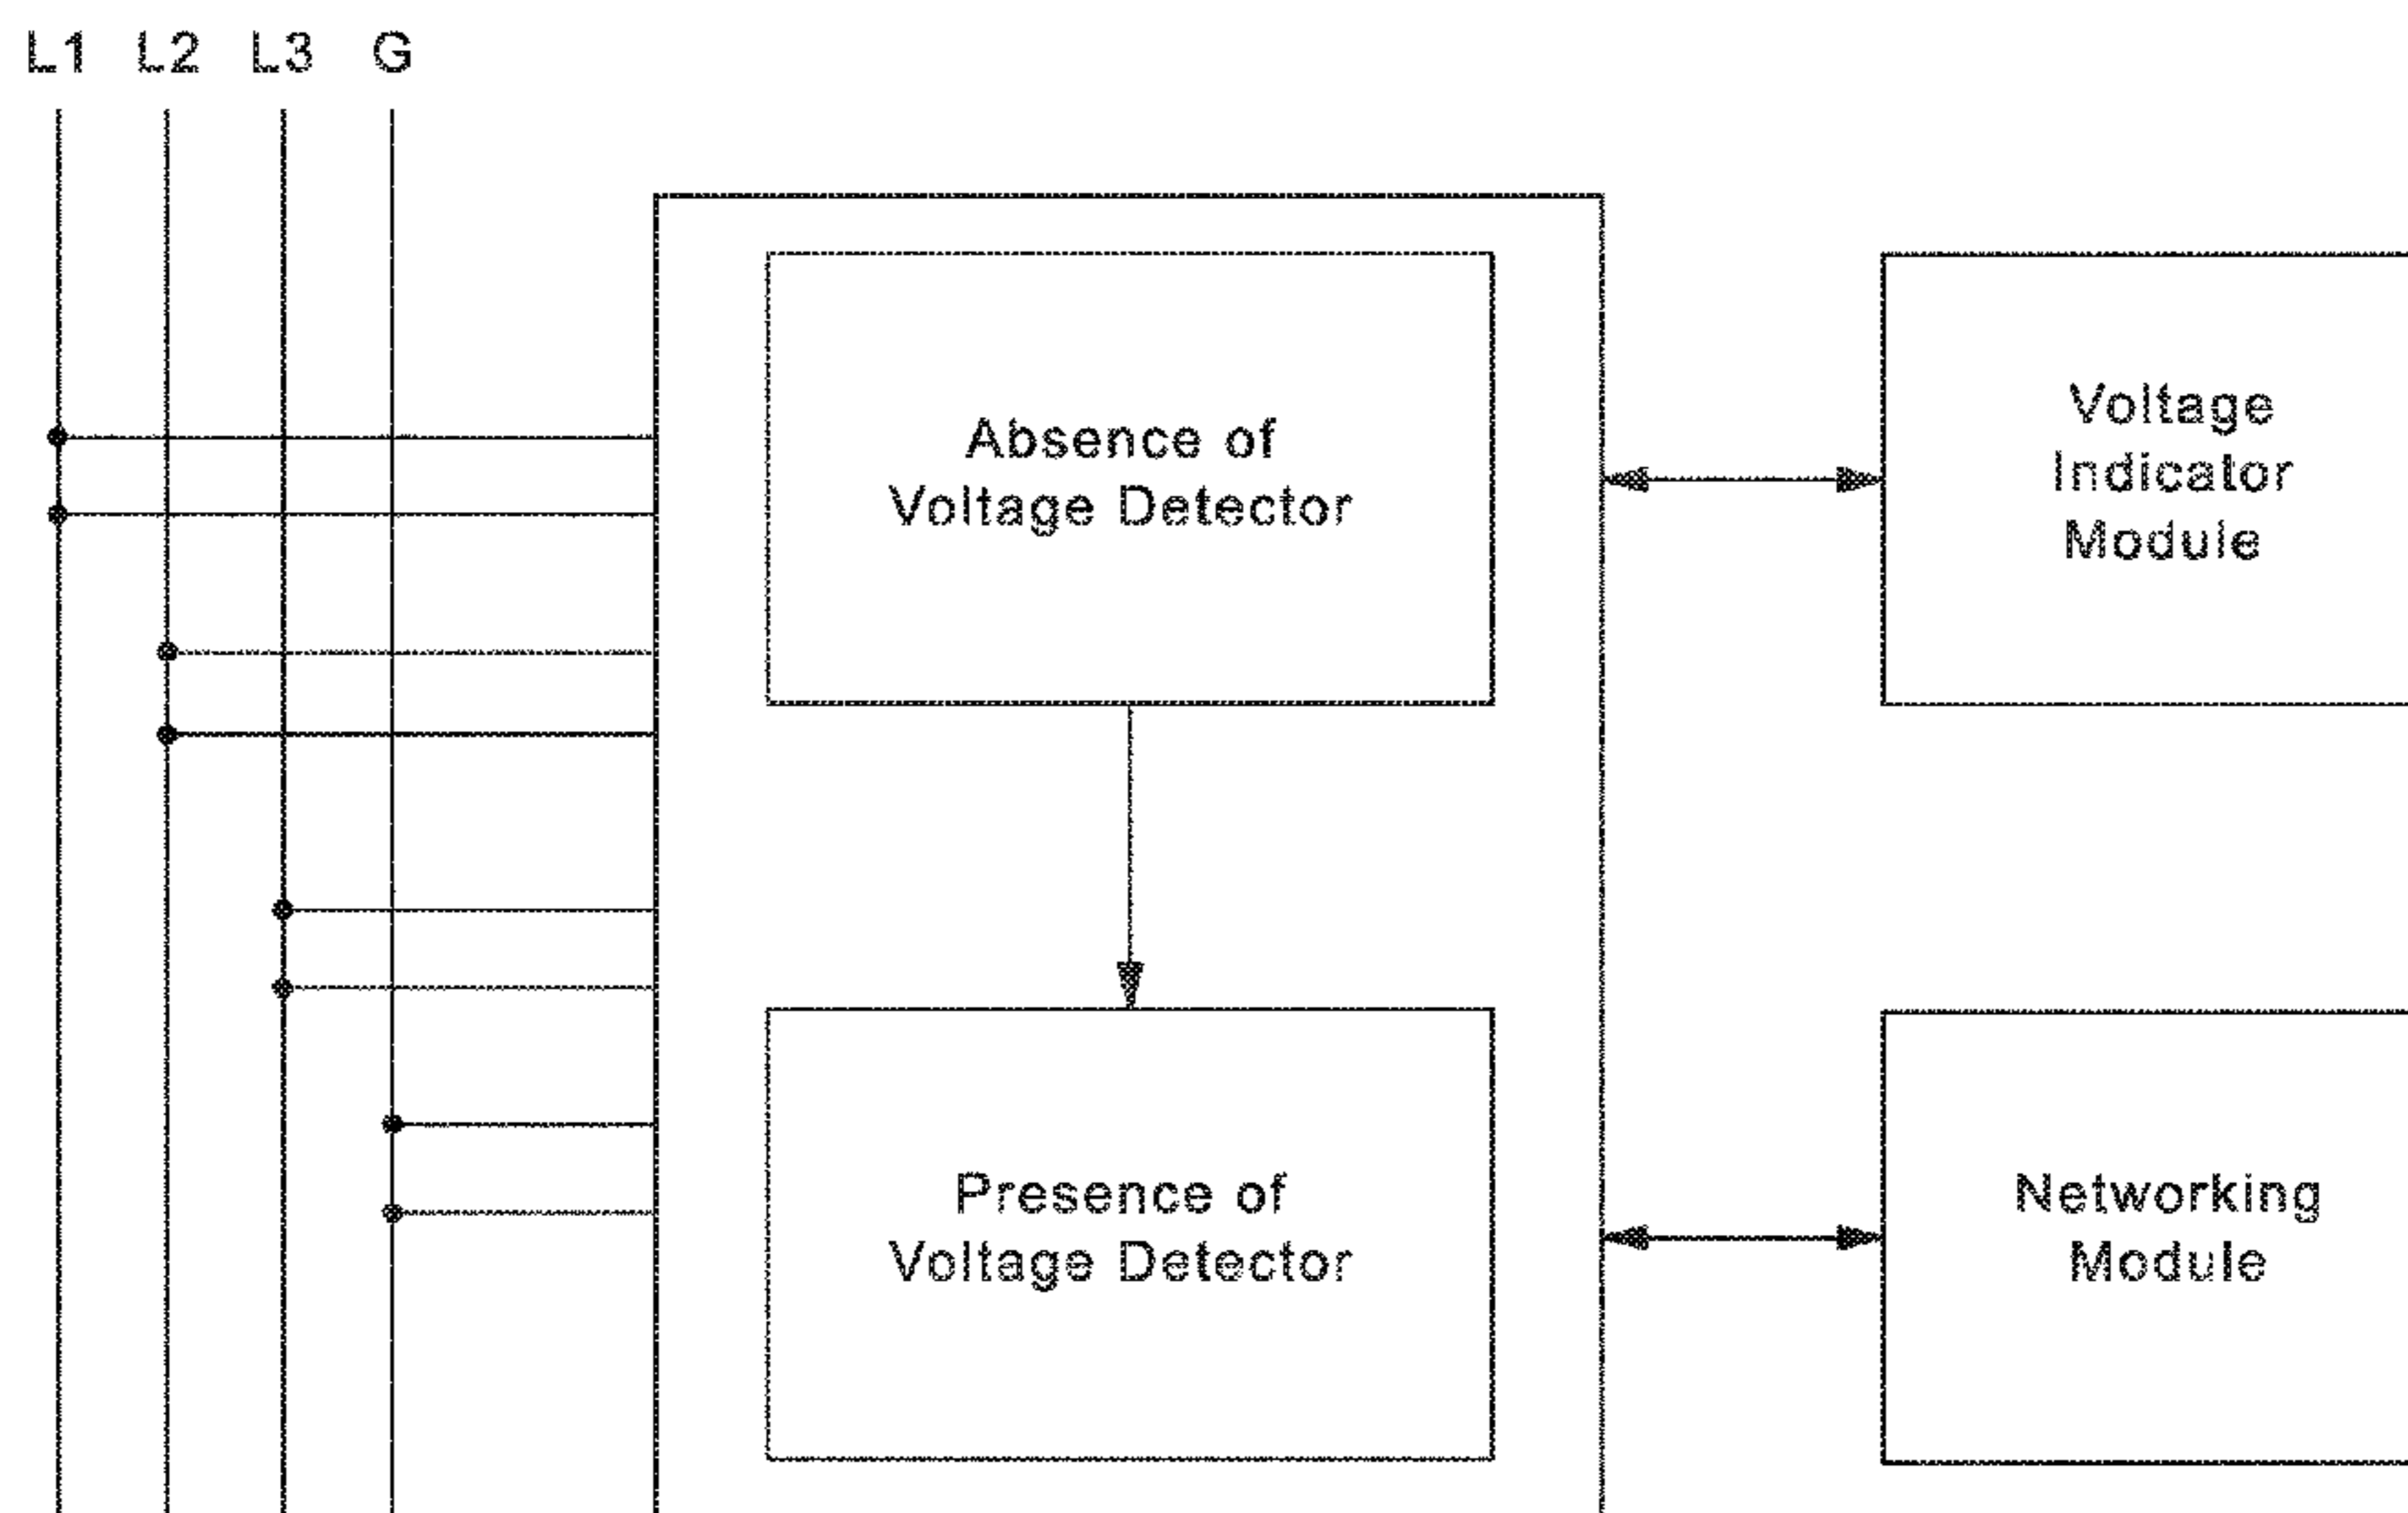 L1 L2 L3 G
Absence of
Voltage Detector
Voltage
Indicator
Module
Presence of
Voltage Detector
Networking
Module